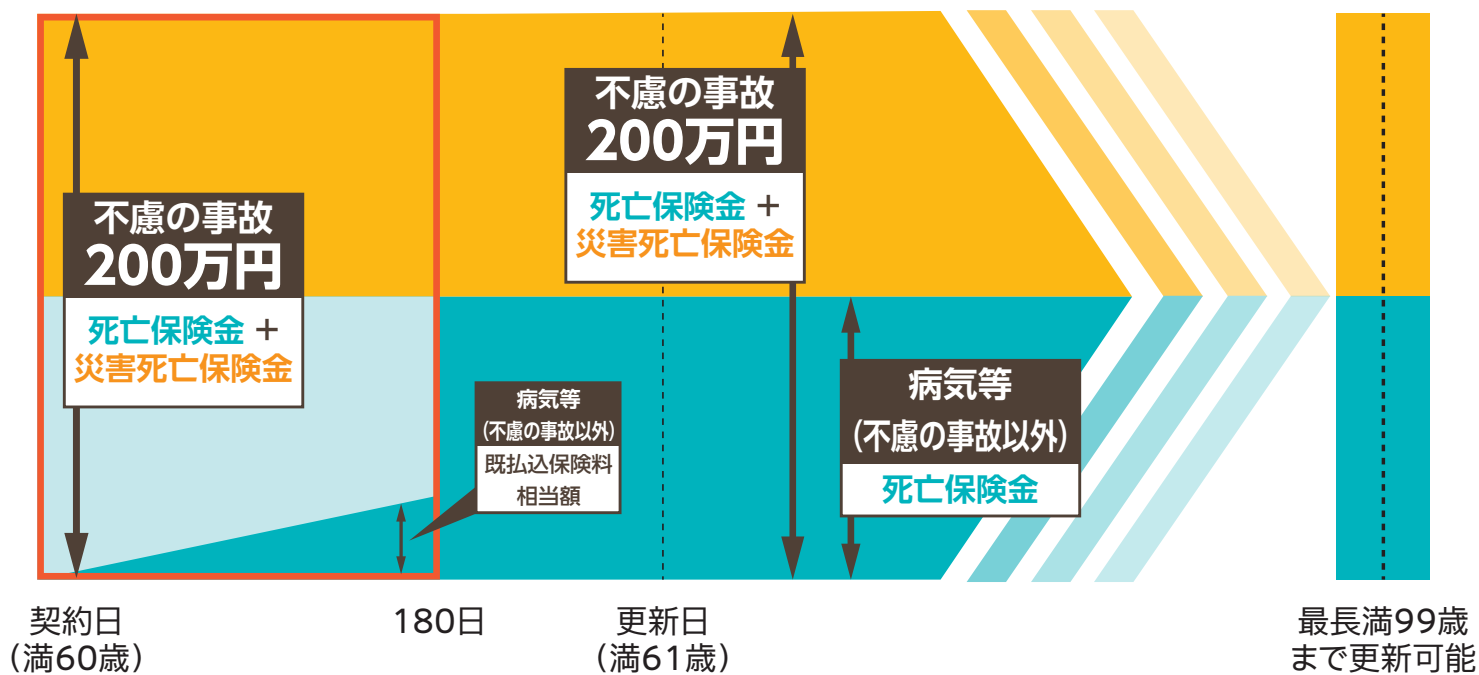 不慮の事故
200万円
死亡保険金 +
災害死亡保険金
不慮の事故
200万円
死亡保険金 +
災害死亡保険金
病気等
(不慮の事故以外)
既払込保険料
相当額
病気等
(不慮の事故以外)
死亡保険金
契約日
(満60歳)
180日
更新日
(満61歳)
最長満99歳
まで更新可能